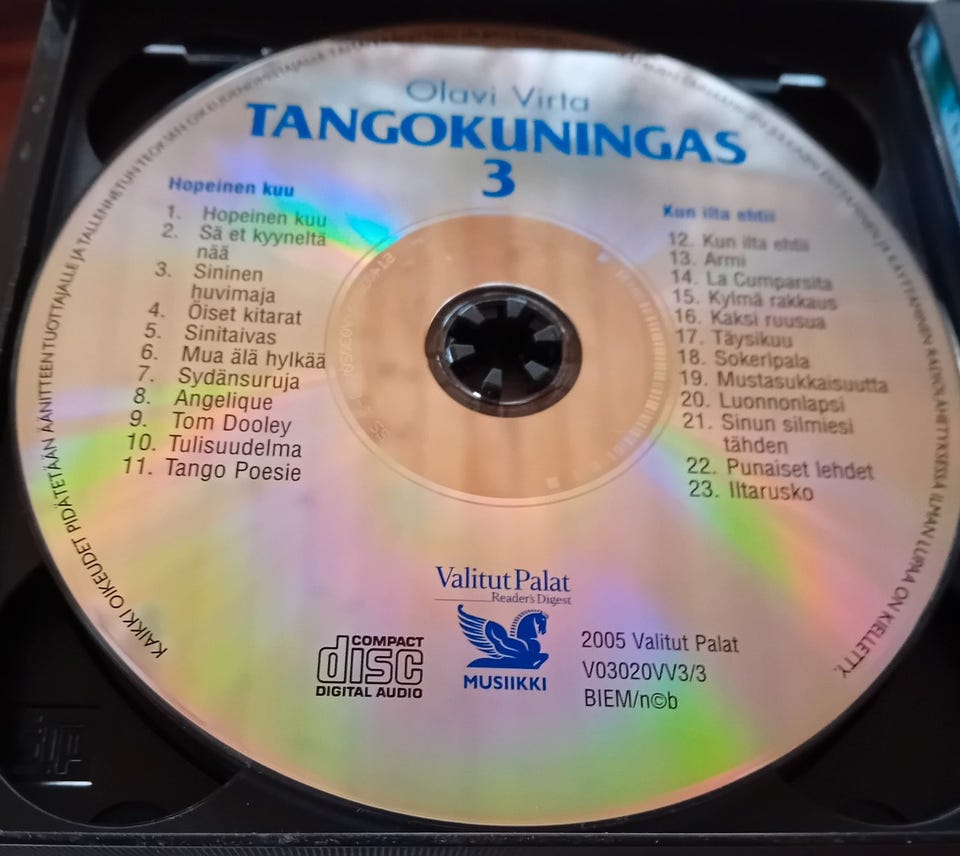 Olavi Virta
TANGOKUNINGAS
3
Hopeinen kuu
1. Hopeinen kuu
2. Sä et kyyneltä
nää
3. Sininen
huvimaja
4. Öiset kitarat
5. Sinitaivas
6. Mua älä hylkää
7. Sydänsuruja
8. Angelique
9. Tom Dooley
10. Tulisuudelma
11. Tango Poesie
Kun ilta ehtii
12. Kun ilta ehtii
13. Armi
14. La Cumparsita
15. Kylmä rakkaus
16. Kaksi ruusua
17. Täysikuu
18. Sokeripala
19. Mustasukkaisuutta
20. Luonnonlapsi
21. Sinun silmiesi
tähden
22. Punaiset lehdet
23. Iltarusko
Valitut Palat
Reader's Digest
MUSIIKKI
COMPACT
disc
DIGITAL AUDIO
2005 Valitut Palat
V03020VV3/3
BIEM/n©b
KAIKKI OIKEUDET PIDÄTETÄÄN ÄÄNITTEEN TUOTTAJALLE JA TALLENNETUN TEOKSEN OIKEUDENOMISTAJALLE RADIOLÄHETYKSESSÄ ILMAN LUPAA ON KIELLETTY.